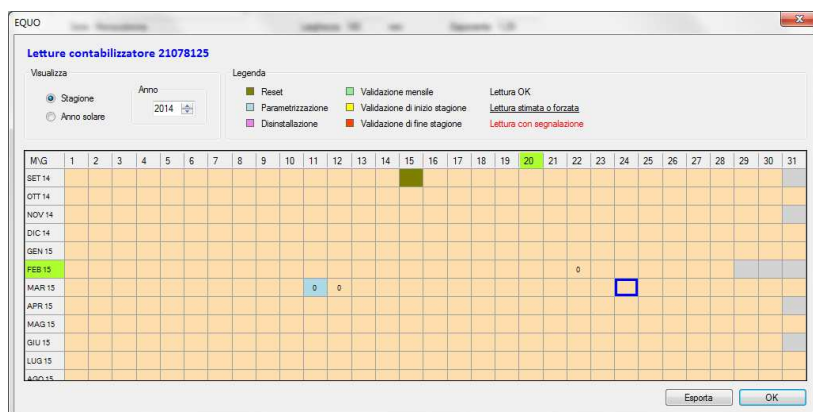 EQUO
Letture contabilizzatore 21078125
Visualizza
Stagione
Anno solare
Anno
2014
Legenda
Reset
Validazione mensile
Lettura OK
Parametrizzazione
Validazione di inizio stagione
Lettura stimata o forzata
Disinstallazione
Validazione di fine stagione
Lettura con segnalazione
M\G 1 2 3 4 5 6 7 8 9 10 11 12 13 14 15 16 17 18 19 20 21 22 23 24 25 26 27 28 29 30 31
SET 14
OTT 14
NOV 14
DIC 14
GEN 15
FEB 15 0
MAR 15 0 0
APR 15
MAG 15
GIU 15
LUG 15
AGO 15
Esporta
OK